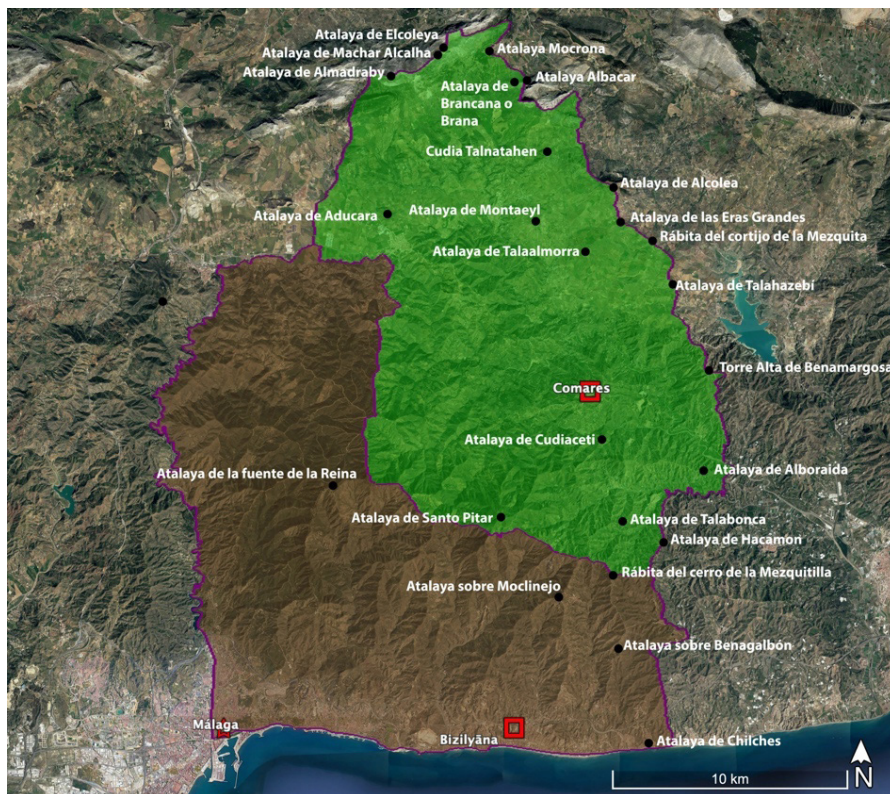 Atalaya de Elcoleya
Atalaya de Machar Alcalha
Atalaya Mocrona
Atalaya de Almadraby
Atalaya Albacar
Atalaya de
Brancana o
Brana
Cudia Talnatahen
Atalaya de Alcolea
Atalaya de Aducara
Atalaya de Montaeyl
Atalaya de las Eras Grandes
Rábita del cortijo de la Mezquita
Atalaya de Talaalmorra
Atalaya de Talahazebí
Torre Alta de Benamargosa
Comares
Atalaya de Cudiaceti
Atalaya de la fuente de la Reina
Atalaya de Alboraida
Atalaya de Santo Pitar
Atalaya de Talabonca
Atalaya de Hacamon
Rábita del cerro de la Mezquitilla
Atalaya sobre Moclinejo
Atalaya sobre Benagalbón
Málaga
Bizilyāna
Atalaya de Chilches
10 km
N